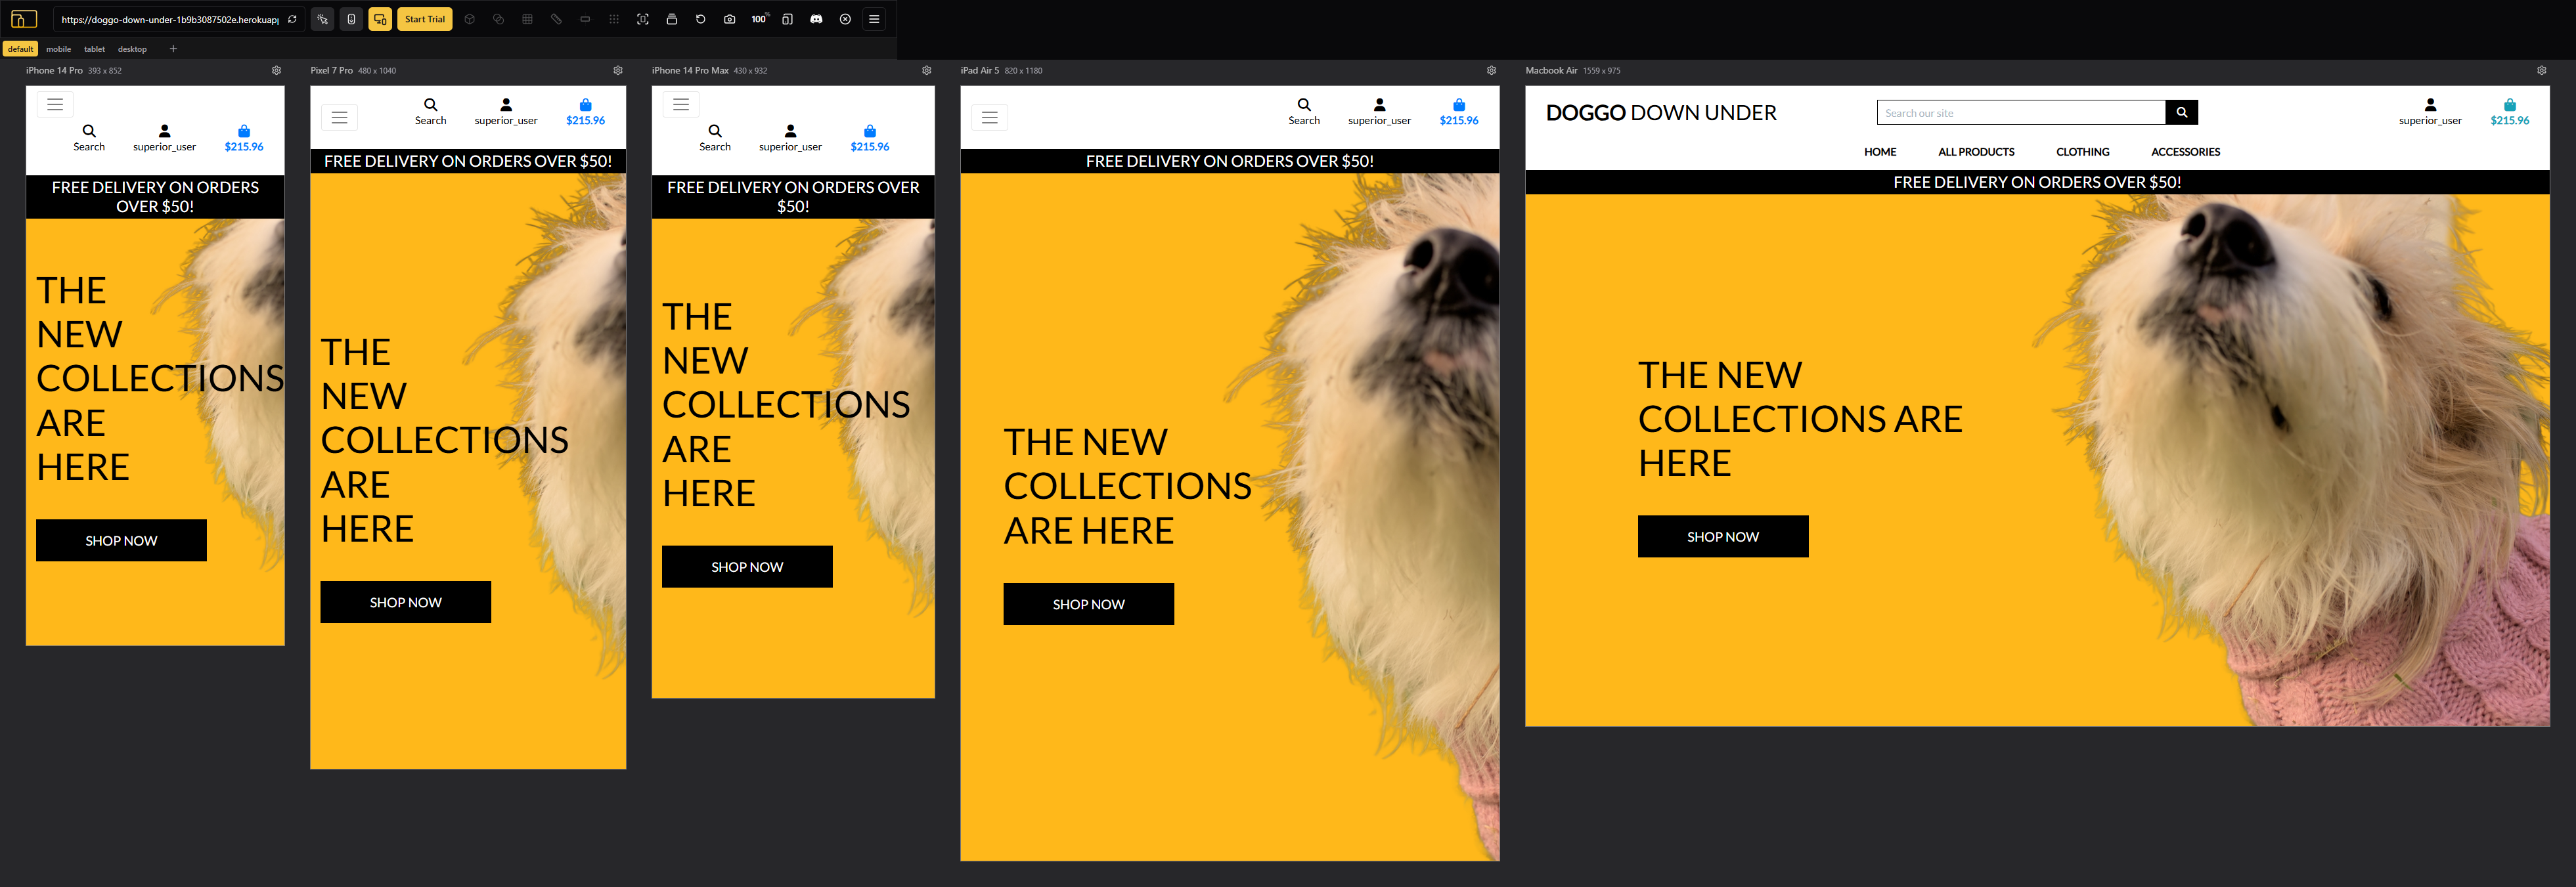 https://doggo-down-under-1b9b3087502e.herokuapp
Start Trial
100%
default
mobile
tablet
desktop
iPhone 14 Pro 393 x 852
Search
superior_user
$215.96
FREE DELIVERY ON ORDERS
OVER $50!
THE
NEW
COLLECTIONS
ARE
HERE
SHOP NOW
Pixel 7 Pro 480 x 1040
Search
superior_user
$215.96
FREE DELIVERY ON ORDERS OVER $50!
THE
NEW
COLLECTIONS
ARE
HERE
SHOP NOW
iPhone 14 Pro Max 430 x 932
Search
superior_user
$215.96
FREE DELIVERY ON ORDERS OVER
$50!
THE
NEW
COLLECTIONS
ARE
HERE
SHOP NOW
iPad Air 5 820 x 1180
Search
superior_user
$215.96
FREE DELIVERY ON ORDERS OVER $50!
THE NEW
COLLECTIONS
ARE HERE
SHOP NOW
Macbook Air 1559 x 975
DOGGO DOWN UNDER
Search our site
superior_user
$215.96
HOME
ALL PRODUCTS
CLOTHING
ACCESSORIES
FREE DELIVERY ON ORDERS OVER $50!
THE NEW
COLLECTIONS ARE
HERE
SHOP NOW